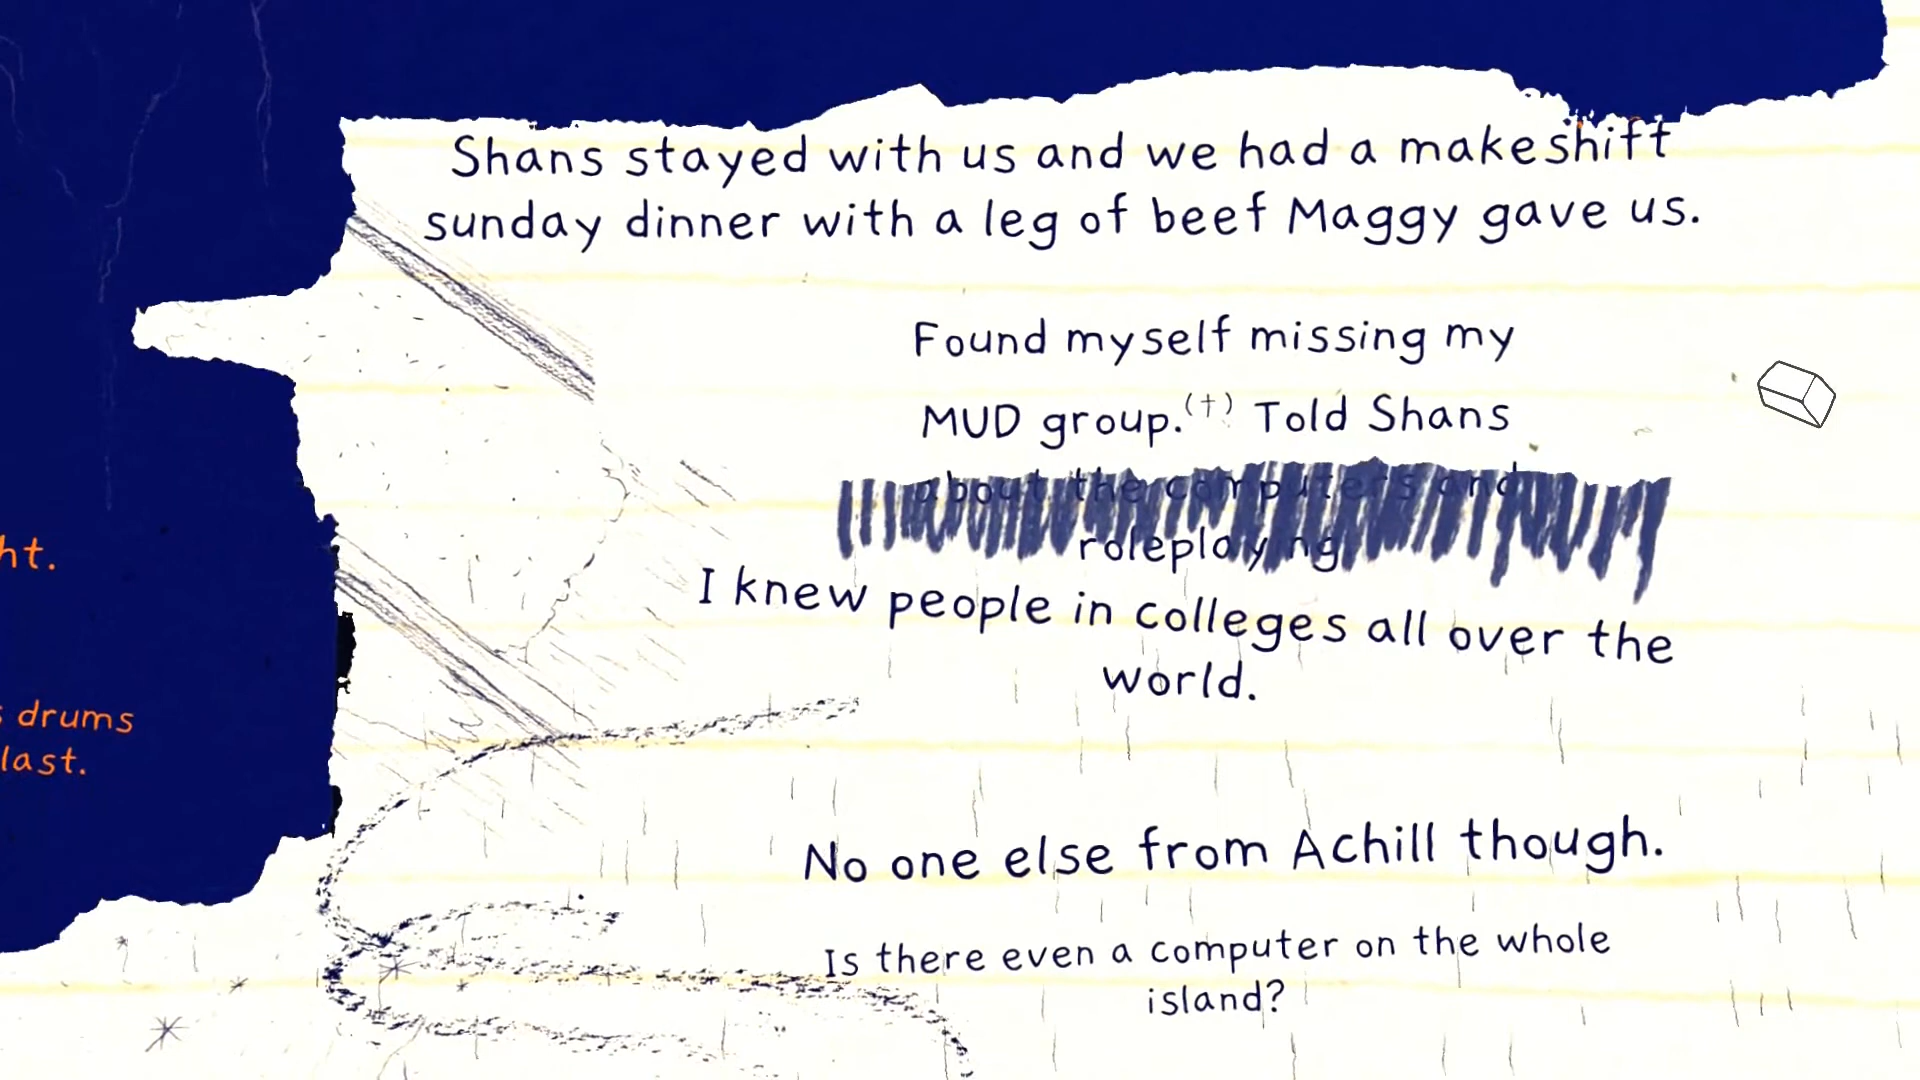 Shans stayed with us and we had a makeshift
sunday dinner with a leg of beef Maggy gave us.
Found myself missing my
MUD group.(†) Told Shans
about the computers and
roleplaying
I knew people in colleges all over the
world.
ht.
s drums
last.
No one else from Achill though.
Is there even a computer on the whole
island?